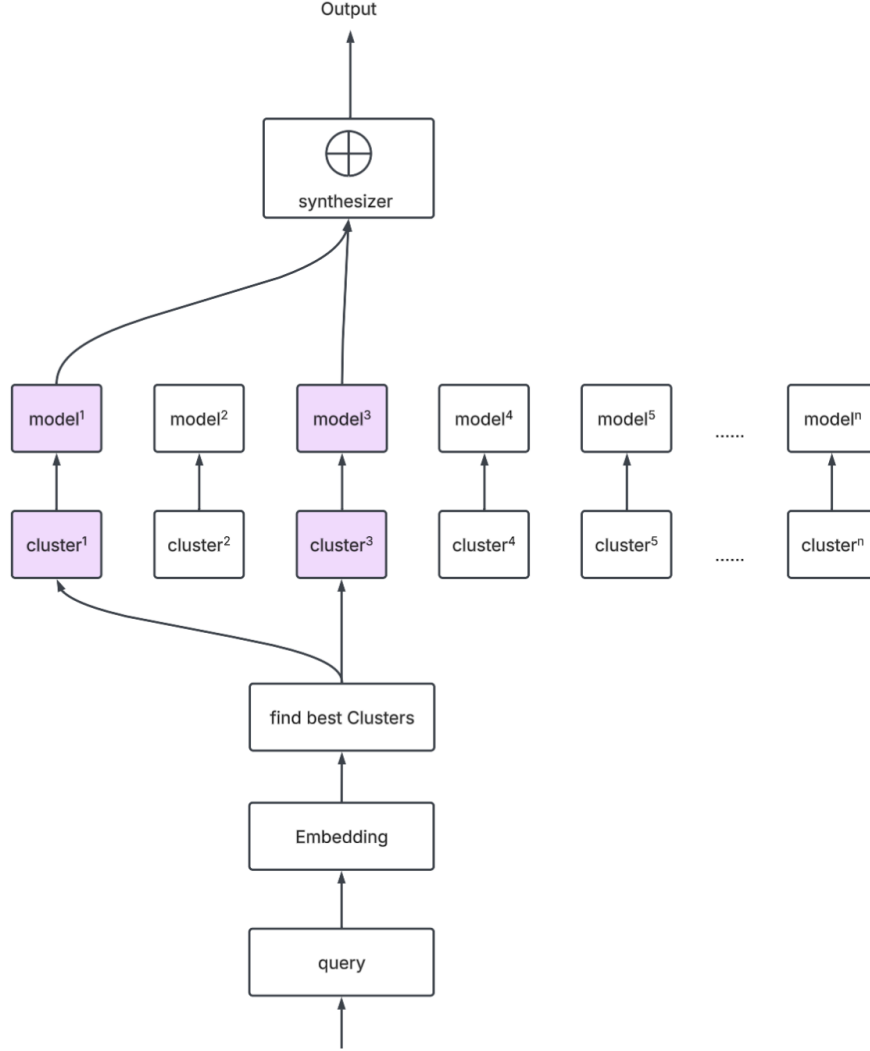 Output
synthesizer
model¹ model² model³ model⁴ model⁵ ...... modelⁿ
cluster¹ cluster² cluster³ cluster⁴ cluster⁵ ...... clusterⁿ
find best Clusters
Embedding
query